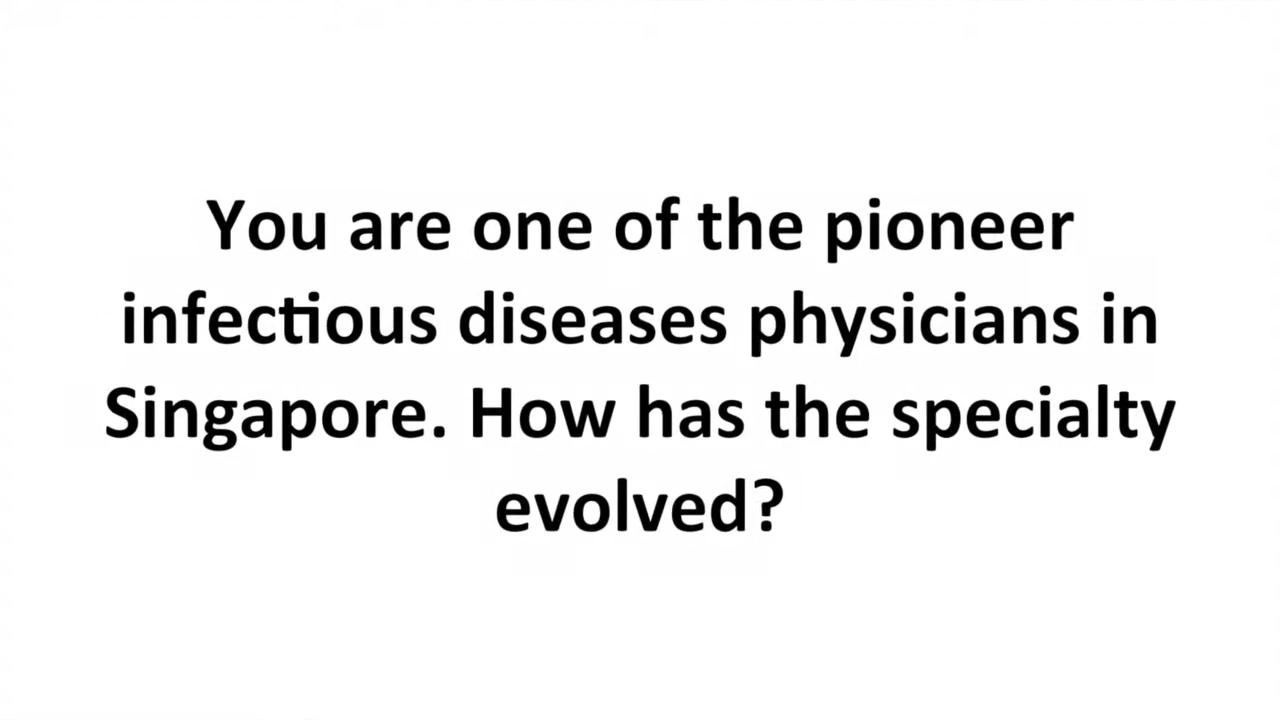 You are one of the pioneer
infectious diseases physicians in
Singapore. How has the specialty
evolved?